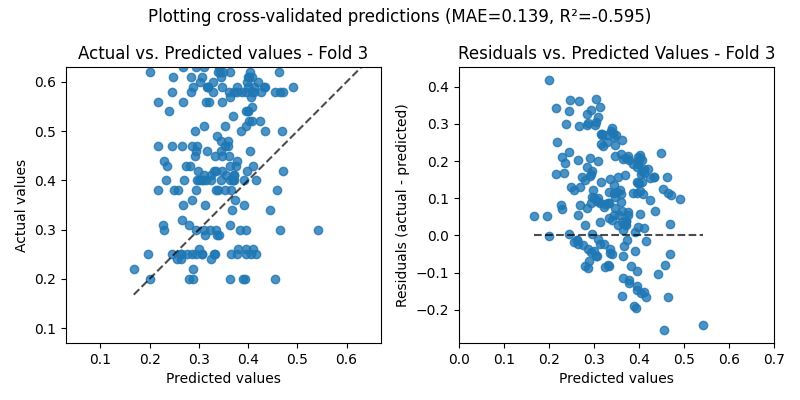 Plotting cross-validated predictions (MAE=0.139, R²=-0.595)
Actual vs. Predicted values - Fold 3
Actual values
0.6
0.5
0.4
0.3
0.2
0.1
0.1 0.2 0.3 0.4 0.5 0.6
Predicted values
Residuals vs. Predicted Values - Fold 3
Residuals (actual - predicted)
0.4
0.3
0.2
0.1
0.0
−0.1
−0.2
0.0 0.1 0.2 0.3 0.4 0.5 0.6 0.7
Predicted values